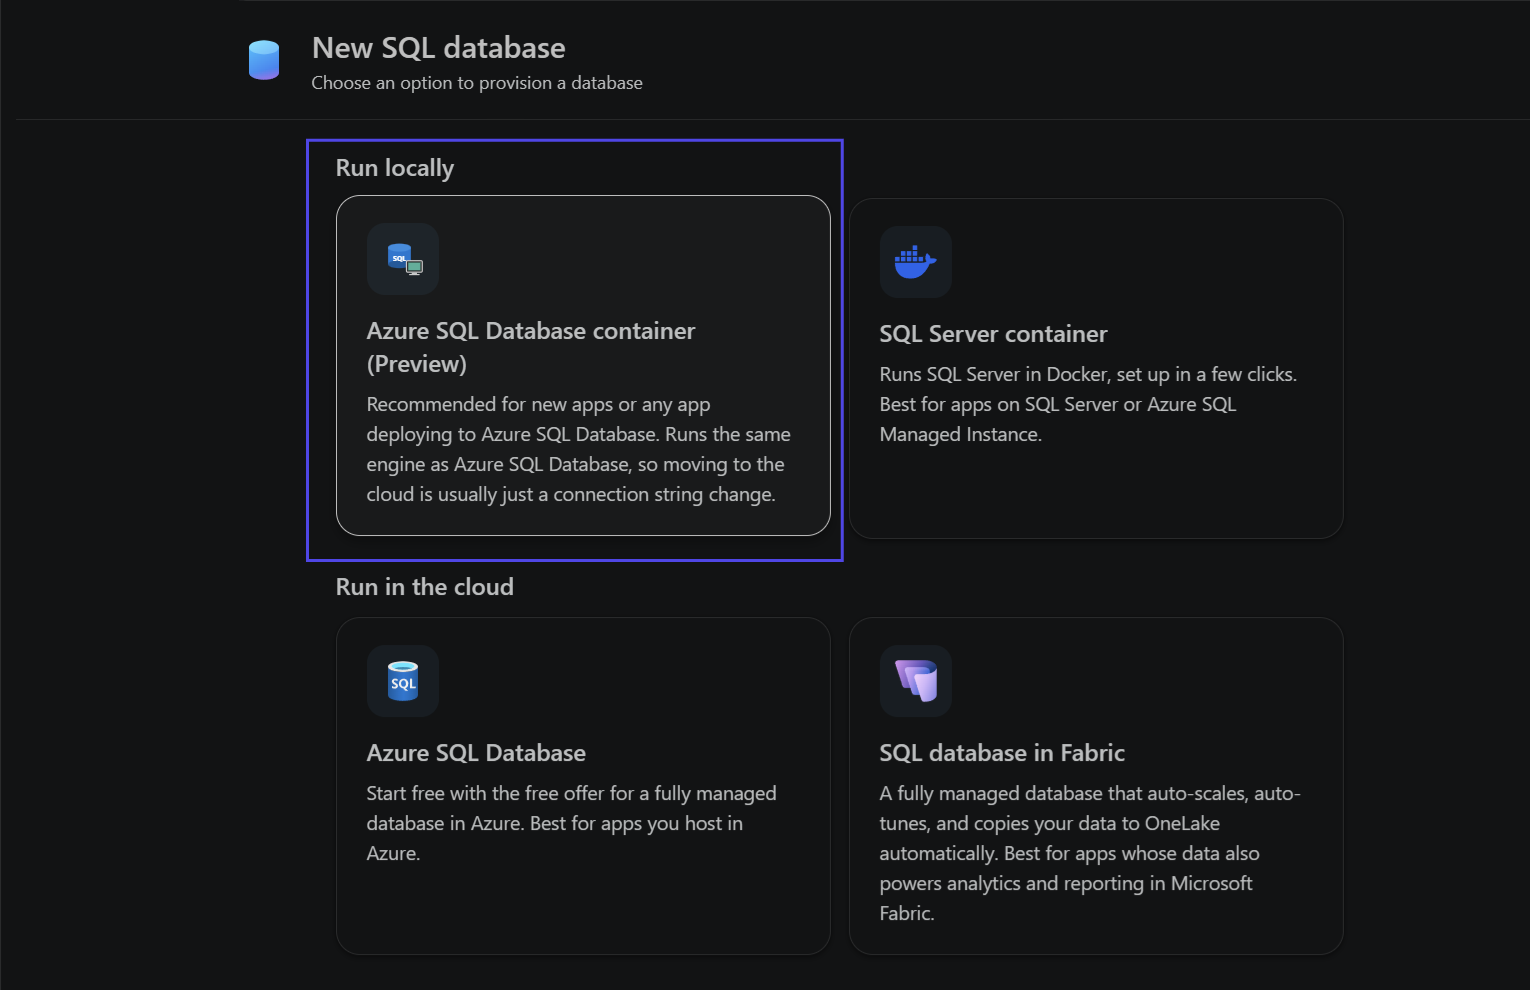 New SQL database
Choose an option to provision a database
Run locally
SQL
Azure SQL Database container
(Preview)
Recommended for new apps or any app
deploying to Azure SQL Database. Runs the same
engine as Azure SQL Database, so moving to the
cloud is usually just a connection string change.
SQL Server container
Runs SQL Server in Docker, set up in a few clicks.
Best for apps on SQL Server or Azure SQL
Managed Instance.
Run in the cloud
SQL
Azure SQL Database
Start free with the free offer for a fully managed
database in Azure. Best for apps you host in
Azure.
SQL database in Fabric
A fully managed database that auto-scales, auto-
tunes, and copies your data to OneLake
automatically. Best for apps whose data also
powers analytics and reporting in Microsoft
Fabric.